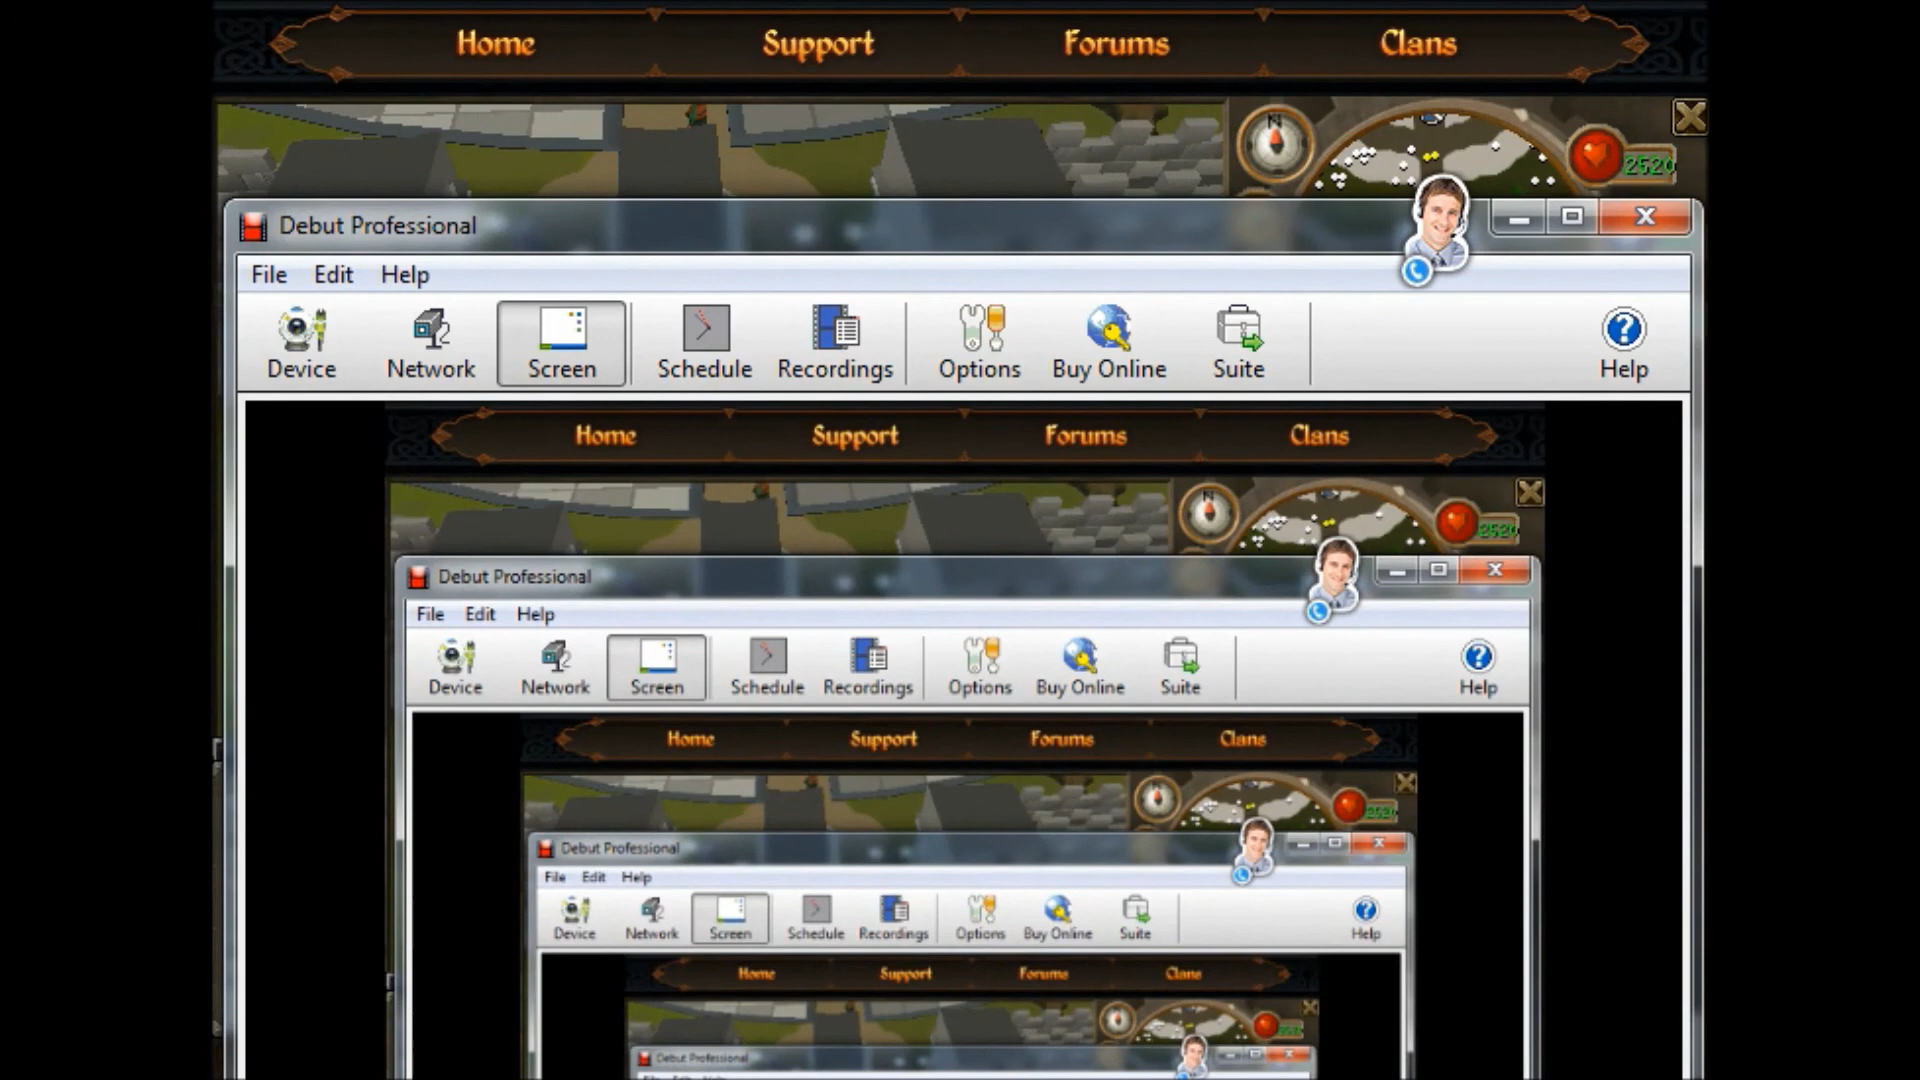 Home Support Forums Clans
N
2520
Debut Professional
File Edit Help
Device Network Screen Schedule Recordings Options Buy Online Suite Help
Home Support Forums Clans
N
2520
Debut Professional
File Edit Help
Device Network Screen Schedule Recordings Options Buy Online Suite Help
Home Support Forums Clans
2520
Debut Professional
File Edit Help
Device Network Screen Schedule Recordings Options Buy Online Suite Help
Home Support Forums Clans
Debut Professional